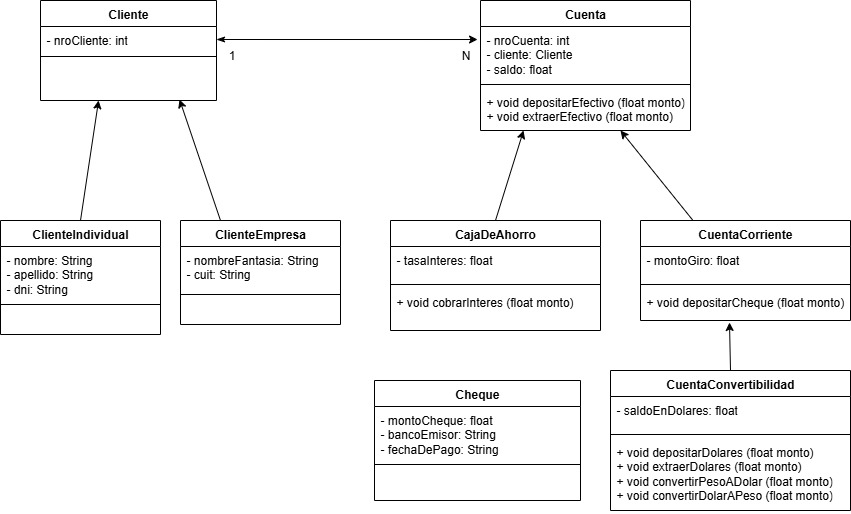 Cliente
- nroCliente: int
1
N
Cuenta
- nroCuenta: int
- cliente: Cliente
- saldo: float
+ void depositarEfectivo (float monto)
+ void extraerEfectivo (float monto)
ClienteIndividual
- nombre: String
- apellido: String
- dni: String
ClienteEmpresa
- nombreFantasia: String
- cuit: String
CajaDeAhorro
- tasaInteres: float
+ void cobrarInteres (float monto)
CuentaCorriente
- montoGiro: float
+ void depositarCheque (float monto)
Cheque
- montoCheque: float
- bancoEmisor: String
- fechaDePago: String
CuentaConvertibilidad
- saldoEnDolares: float
+ void depositarDolares (float monto)
+ void extraerDolares (float monto)
+ void convertirPesoADolar (float monto)
+ void convertirDolarAPeso (float monto)